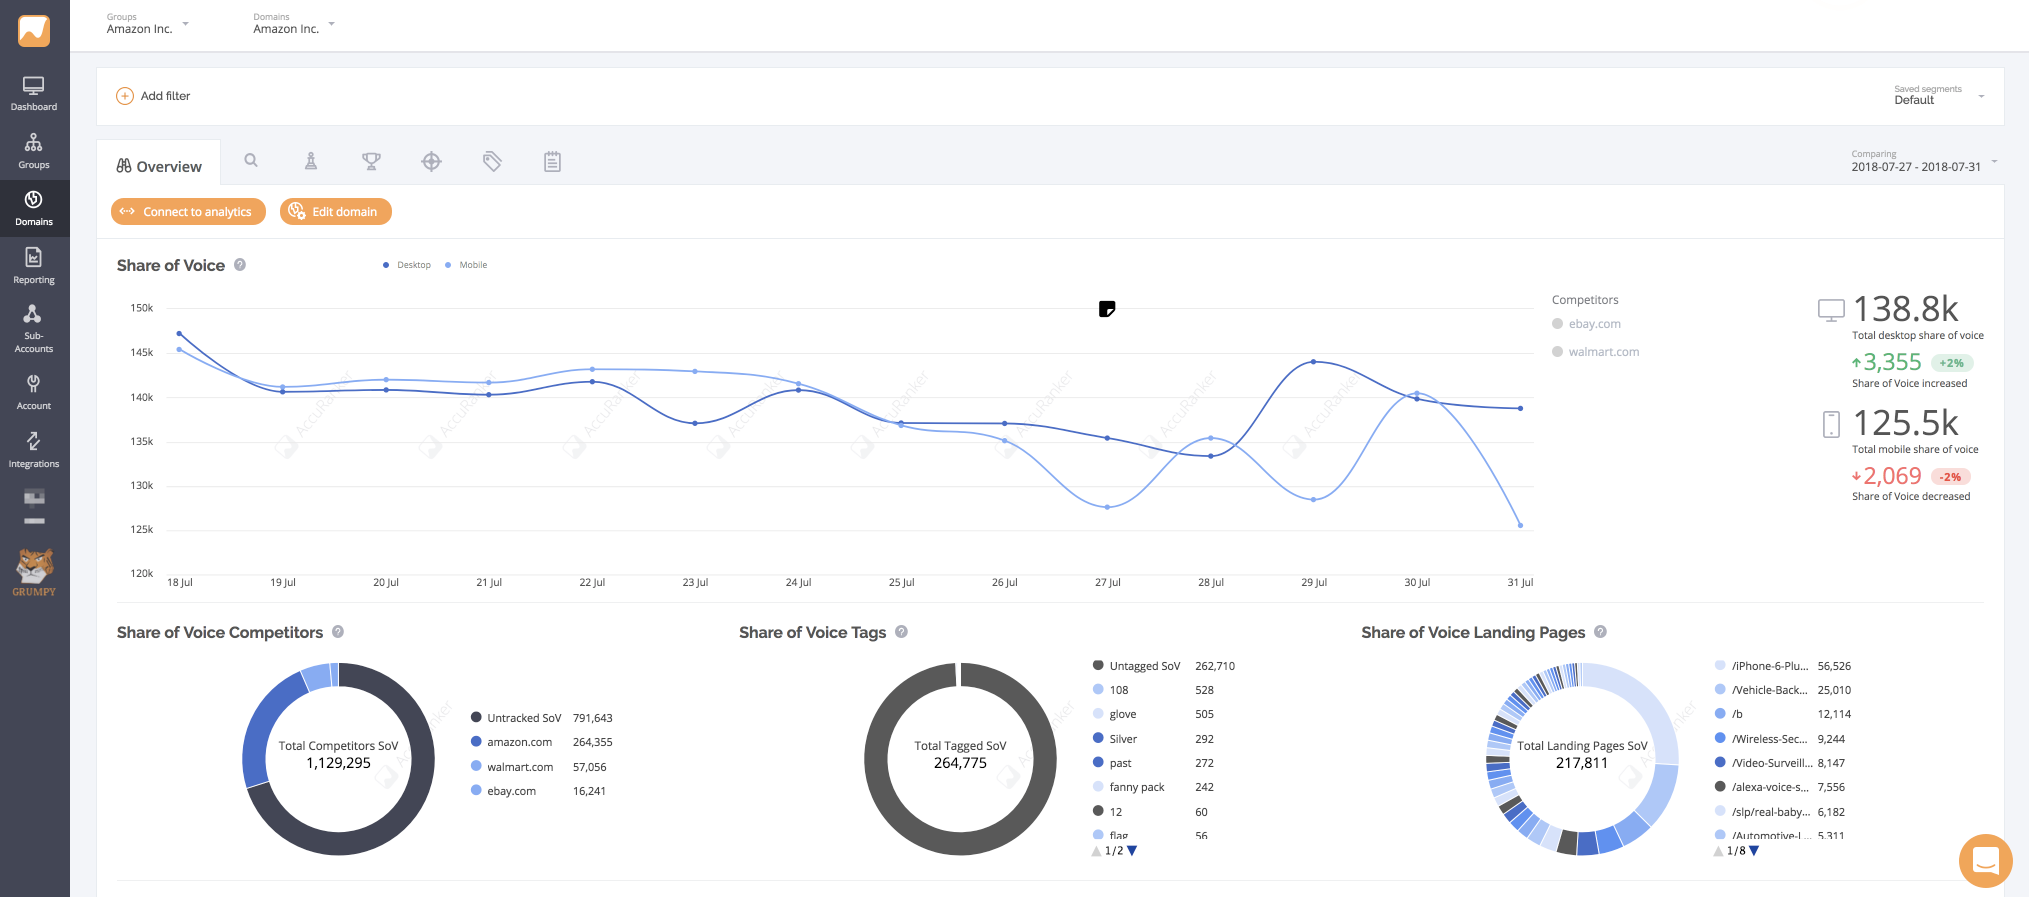 Groups
Amazon Inc.
Domains
Amazon Inc.
Dashboard
Groups
Domains
Reporting
Sub-
Accounts
Account
Integrations
GRUMPY
Add filter
Saved segments
Default
Overview
Comparing
2018-07-27 - 2018-07-31
Connect to analytics
Edit domain
Share of Voice ?
Desktop
Mobile
150k
145k
140k
135k
130k
125k
120k
18 Jul
19 Jul
20 Jul
21 Jul
22 Jul
23 Jul
24 Jul
25 Jul
26 Jul
27 Jul
28 Jul
29 Jul
30 Jul
31 Jul
AccuRanker
AccuRanker
AccuRanker
AccuRanker
AccuRanker
AccuRanker
AccuRanker
AccuRanker
Competitors
ebay.com
walmart.com
138.8k
Total desktop share of voice
3,355 +2%
Share of Voice increased
125.5k
Total mobile share of voice
2,069 -2%
Share of Voice decreased
Share of Voice Competitors ?
Total Competitors SoV
1,129,295
Untracked SoV 791,643
amazon.com 264,355
walmart.com 57,056
ebay.com 16,241
Share of Voice Tags ?
Total Tagged SoV
264,775
Untagged SoV 262,710
108 528
glove 505
Silver 292
past 272
fanny pack 242
12 60
flag 56
1/2
Share of Voice Landing Pages ?
Total Landing Pages SoV
217,811
/iPhone-6-Plu... 56,526
/Vehicle-Back... 25,010
/b 12,114
/Wireless-Sec... 9,244
/Video-Surveill... 8,147
/alexa-voice-s... 7,556
/slp/real-baby... 6,182
/Automotive-I... 5,311
1/8